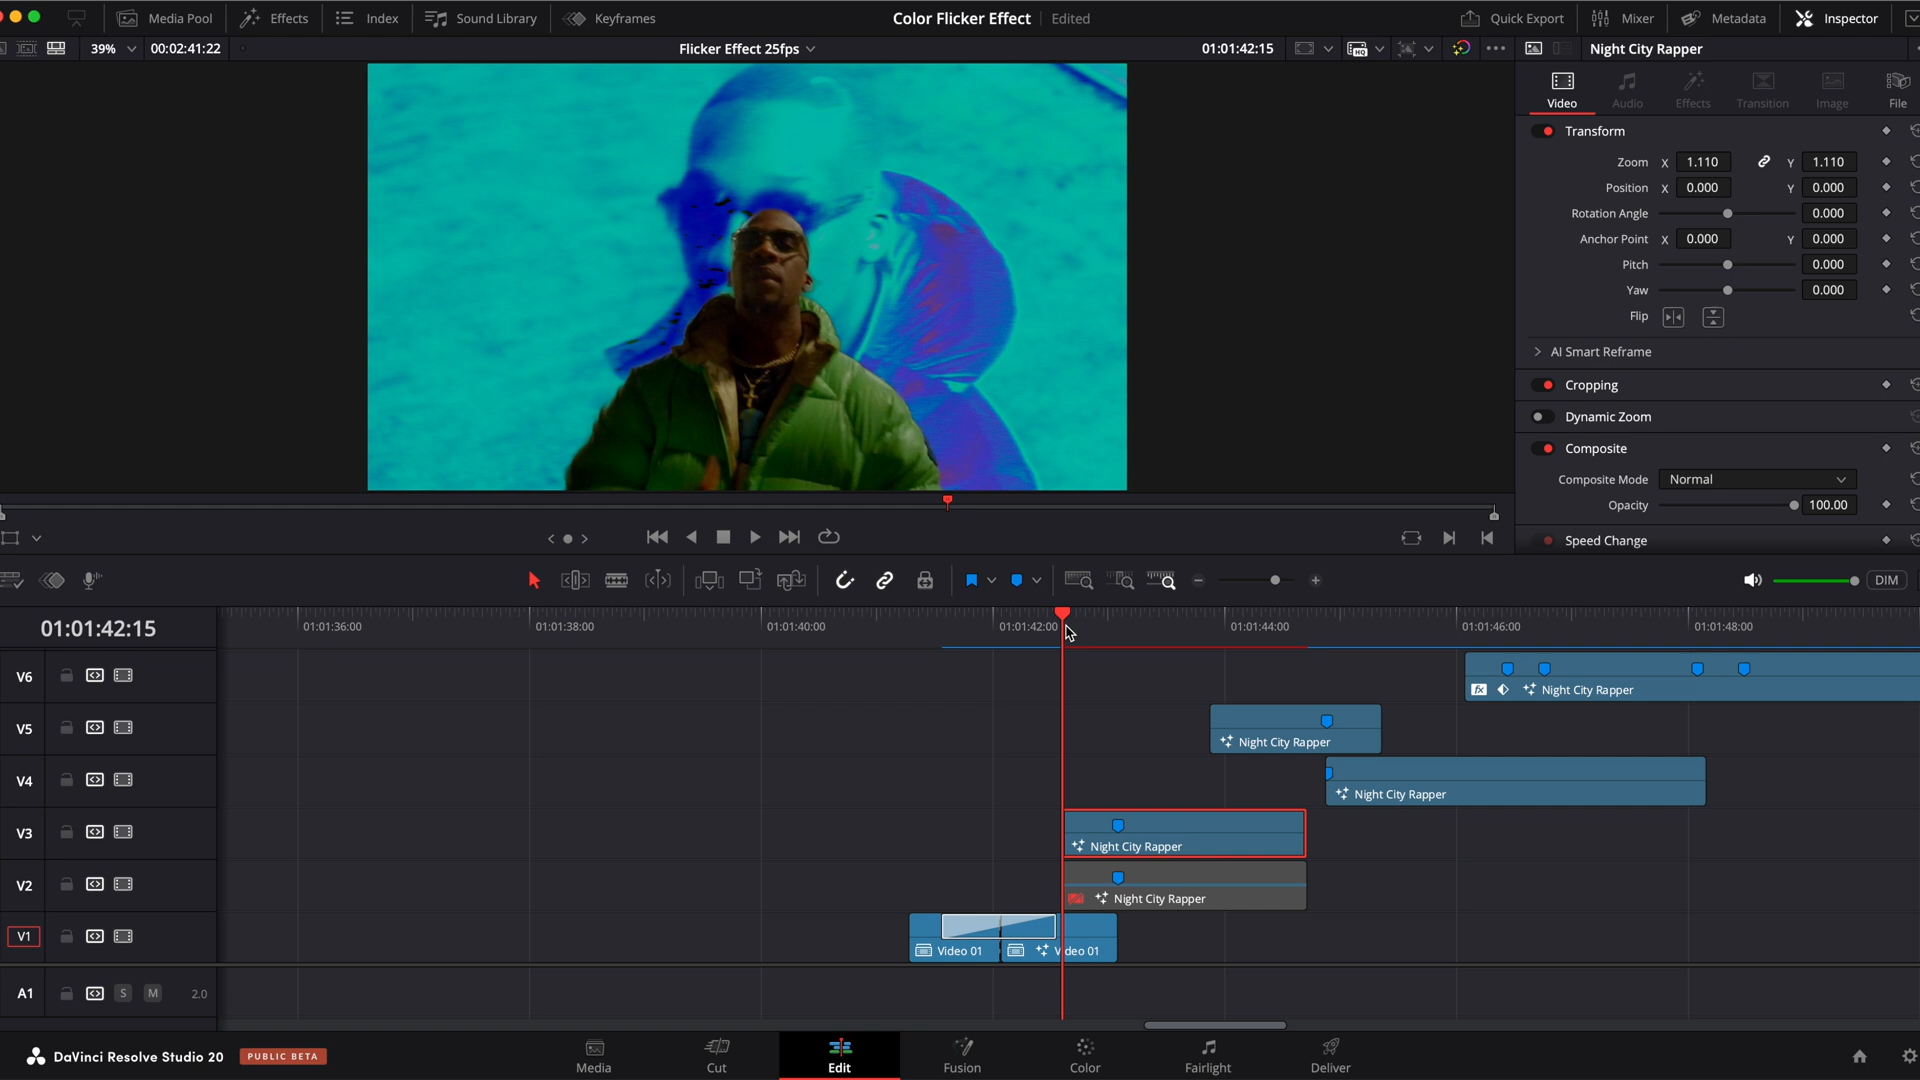 Media Pool Effects Index Sound Library Keyframes Color Flicker Effect Edited Quick Export Mixer Metadata Inspector
39% 00:02:41:22 Flicker Effect 25fps 01:01:42:15 HQ Night City Rapper
Video Audio Effects Transition Image File
Transform
Zoom X 1.110 Y 1.110
Position X 0.000 Y 0.000
Rotation Angle 0.000
Anchor Point X 0.000 Y 0.000
Pitch 0.000
Yaw 0.000
Flip
AI Smart Reframe
Cropping
Dynamic Zoom
Composite
Composite Mode Normal
Opacity 100.00
Speed Change
DIM
01:01:42:15 01:01:36:00 01:01:38:00 01:01:40:00 01:01:42:00 01:01:44:00 01:01:46:00 01:01:48:00
V6 fx Night City Rapper
V5 Night City Rapper
V4 Night City Rapper
V3 Night City Rapper
V2 Night City Rapper
V1 Video 01 Video 01
A1 S M 2.0
DaVinci Resolve Studio 20 PUBLIC BETA Media Cut Edit Fusion Color Fairlight Deliver